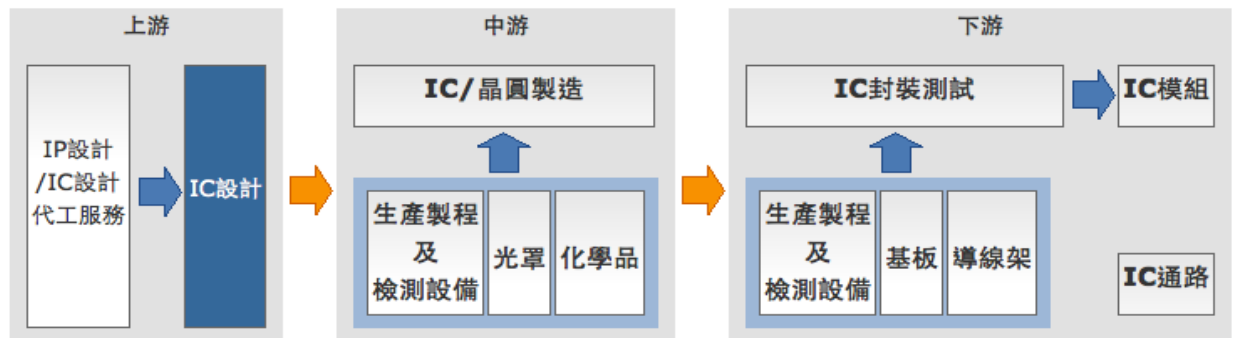 上游
IP設計
/IC設計
代工服務
IC設計
中游
IC/晶圓製造
生產製程
及
檢測設備
光罩
化學品
下游
IC封裝測試
IC模組
生產製程
及
檢測設備
基板
導線架
IC通路